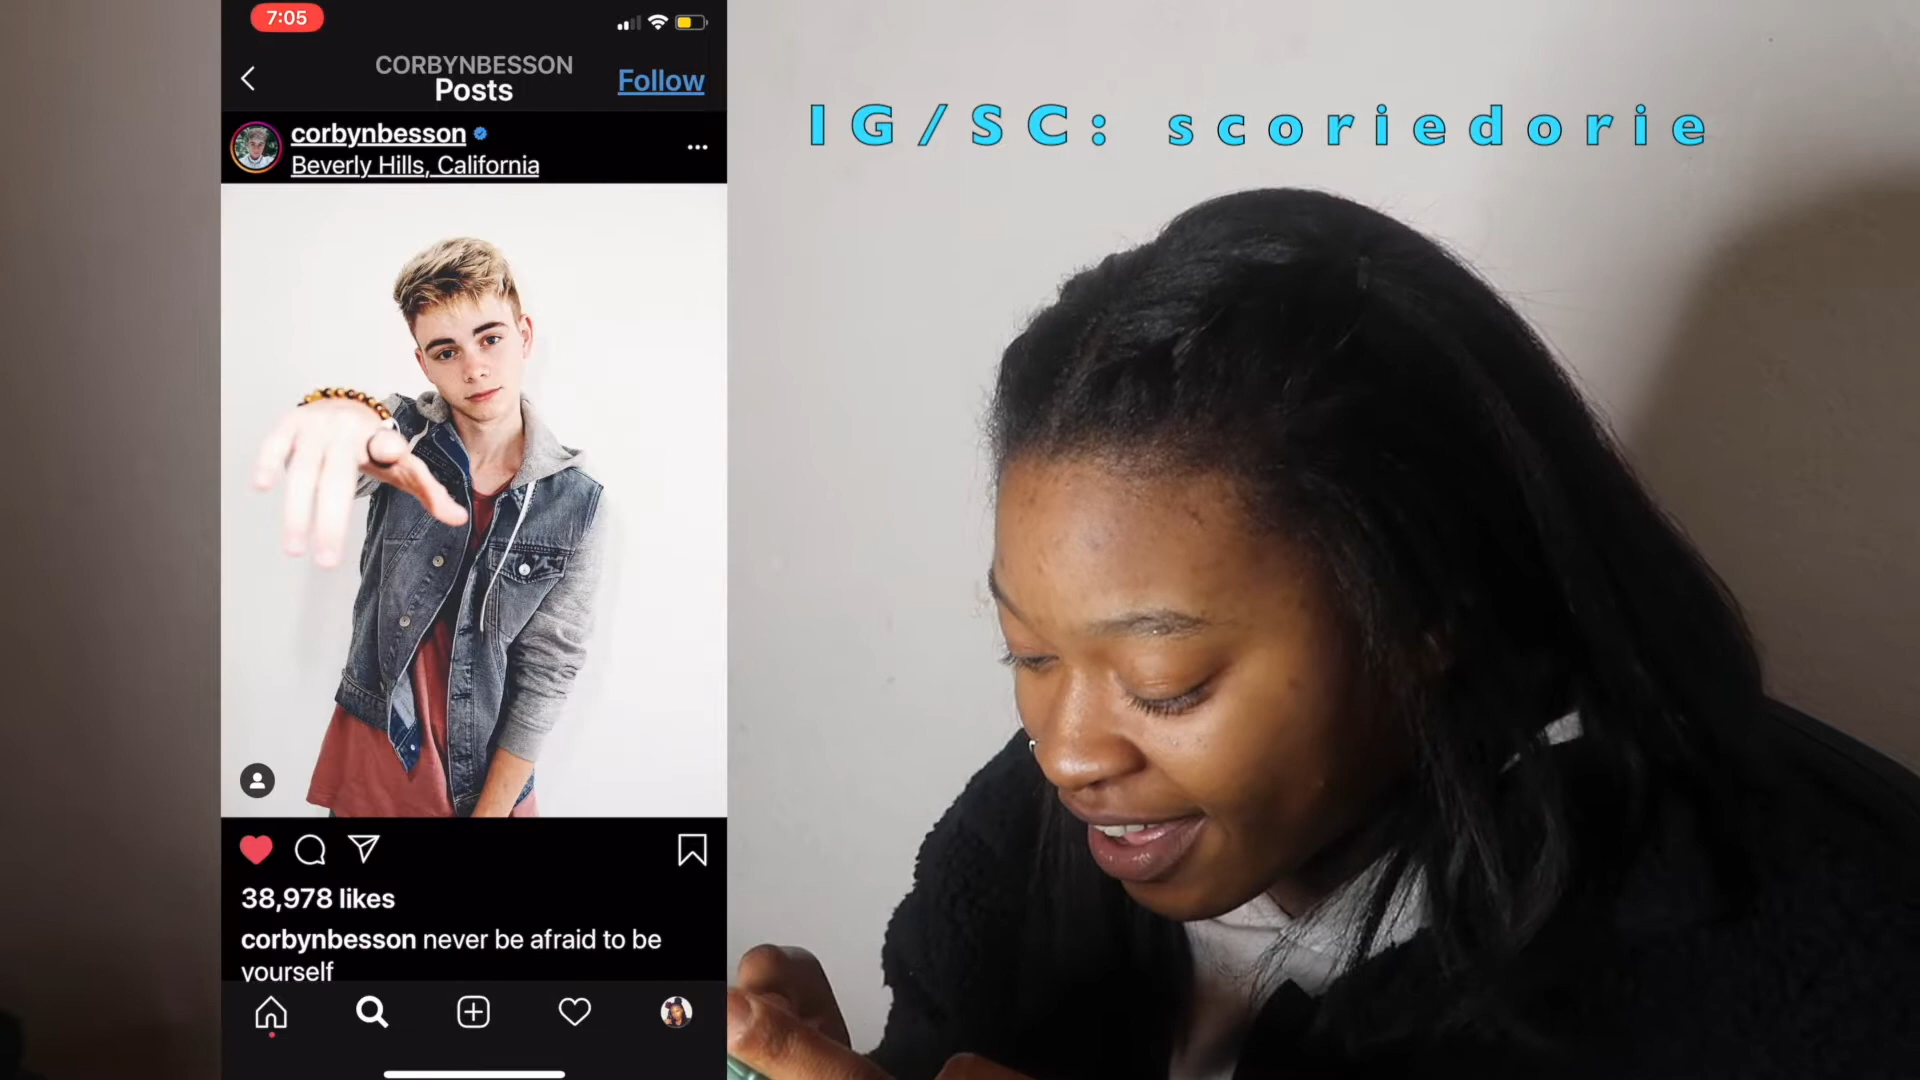 7:05
CORBYNBESSON
Posts
Follow
corbynbesson
Beverly Hills, California
IG/SC: scoriedorie
38,978 likes
corbynbesson never be afraid to be
yourself